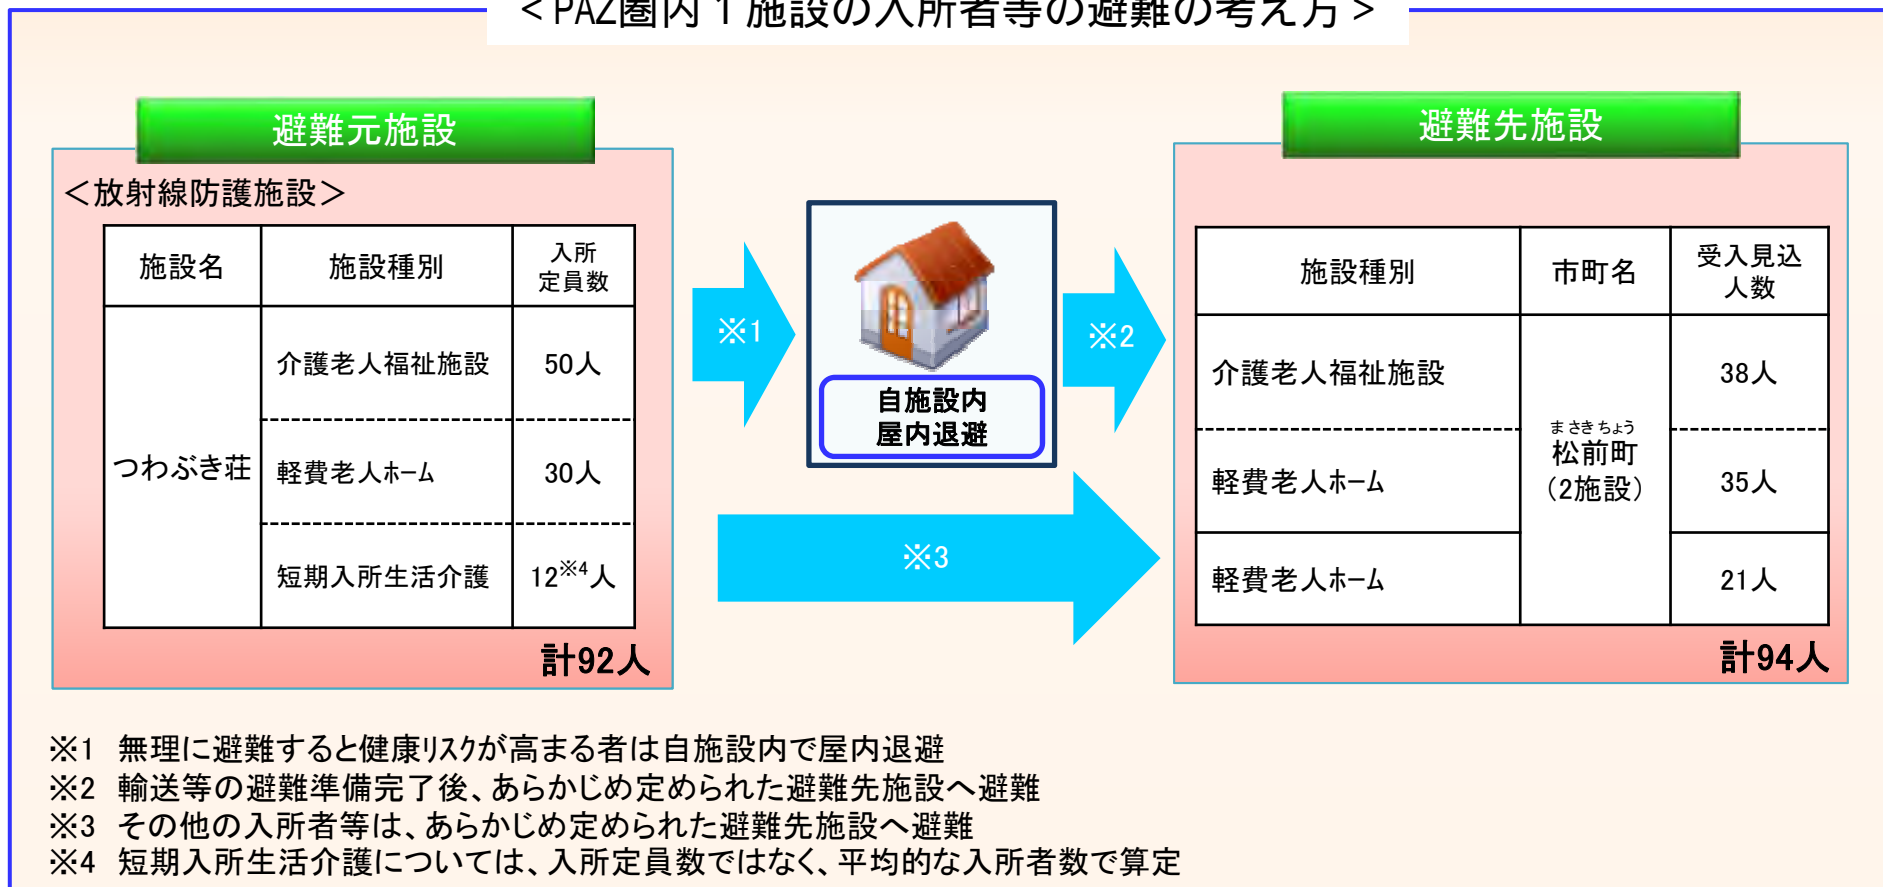 ＜PAZ圏内１施設の入所者等の避難の考え方＞
避難元施設
＜放射線防護施設＞
施設名
施設種別
入所
定員数
つわぶき荘
介護老人福祉施設
50人
軽費老人ﾎｰﾑ
30人
短期入所生活介護
12※4人
計92人
※1
自施設内
屋内退避
※2
※3
避難先施設
施設種別
市町名
受入見込
人数
介護老人福祉施設
38人
まさきちょう
松前町
（2施設）
軽費老人ﾎｰﾑ
35人
軽費老人ﾎｰﾑ
21人
計94人
※1 無理に避難すると健康ﾘｽｸが高まる者は自施設内で屋内退避
※2 輸送等の避難準備完了後、あらかじめ定められた避難先施設へ避難
※3 その他の入所者等は、あらかじめ定められた避難先施設へ避難
※4 短期入所生活介護については、入所定員数ではなく、平均的な入所者数で算定